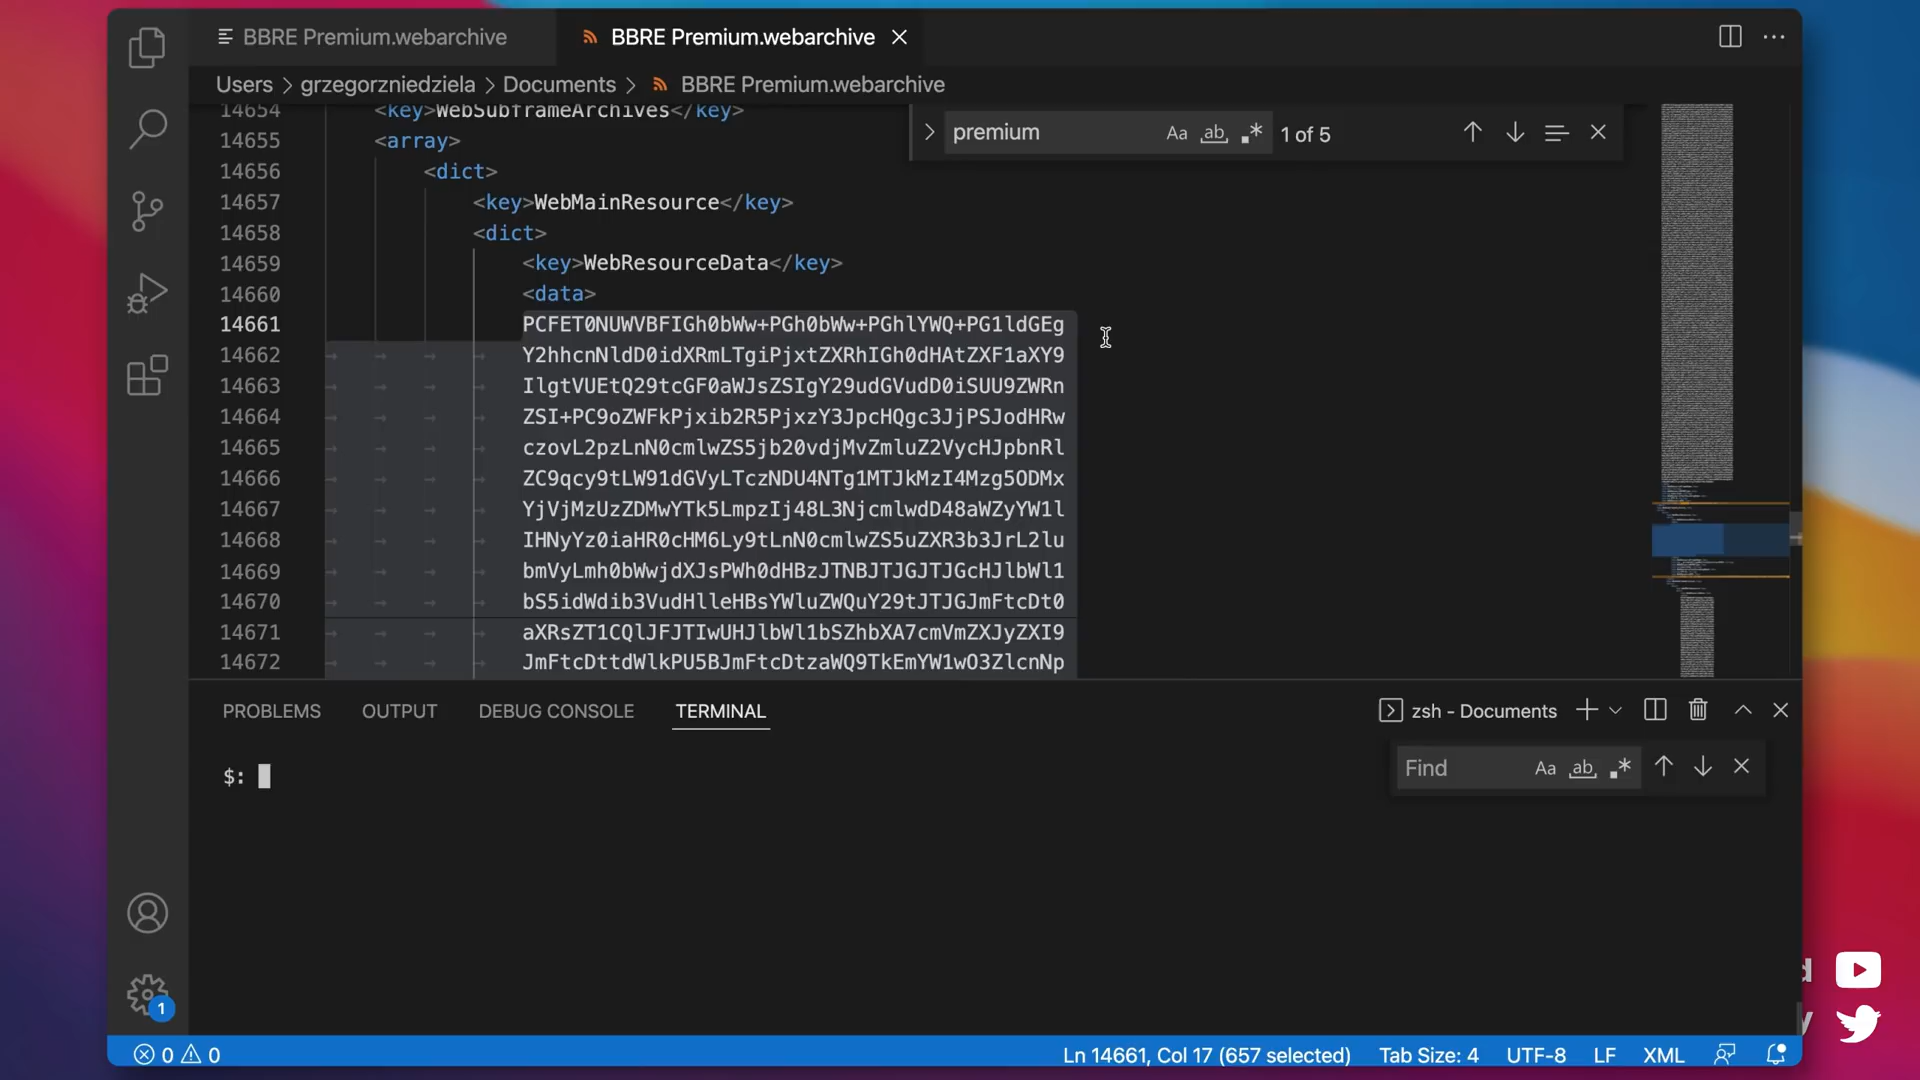 BBRE Premium.webarchive
BBRE Premium.webarchive
Users > grzegorzniedziela > Documents > BBRE Premium.webarchive
premium Aa ab .* 1 of 5
14654 <key>WebSubframeArchives</key>
14655 <array>
14656 <dict>
14657 <key>WebMainResource</key>
14658 <dict>
14659 <key>WebResourceData</key>
14660 <data>
14661 PCFET0NUWVBFIGh0bWw+PGh0bWw+PGhlYWQ+PG1ldGEg
14662 Y2hhcnNldD0idXRmLTgiPjxtZXRhIGh0dHAtZXF1aXY9
14663 IlgtVUEtQ29tcGF0aWJsZSIgY29udGVudD0iSUU9ZWRn
14664 ZSI+PC9oZWFkPjxib2R5PjxzY3JpcHQgc3JjPSJodHRw
14665 czovL2pzLnN0cmlwZS5jb20vdjMvZmluZ2VycHJpbnRl
14666 ZC9qcy9tLW91dGVyLTczNDU4NTg1MTJkMzI4Mzg5ODMx
14667 YjVjMzUzZDMwYTk5LmpzIj48L3NjcmlwdD48aWZyYW1l
14668 IHNyYz0iaHR0cHM6Ly9tLnN0cmlwZS5uZXR3b3JrL2lu
14669 bmVyLmh0bWwjdXJsPWh0dHBzJTNBJTJGJTJGcHJlbWl1
14670 bS5idWdib3VudHlleHBsYWluZWQuY29tJTJGJmFtcDt0
14671 aXRsZT1CQlJFJTIwUHJlbWl1bSZhbXA7cmVmZXJyZXI9
14672 JmFtcDttdWlkPU5BJmFtcDtzaWQ9TkEmYW1wO3ZlcnNp
PROBLEMS OUTPUT DEBUG CONSOLE TERMINAL zsh - Documents
Find Aa ab .*
$:
d
1
y
0 0 Ln 14661, Col 17 (657 selected) Tab Size: 4 UTF-8 LF XML